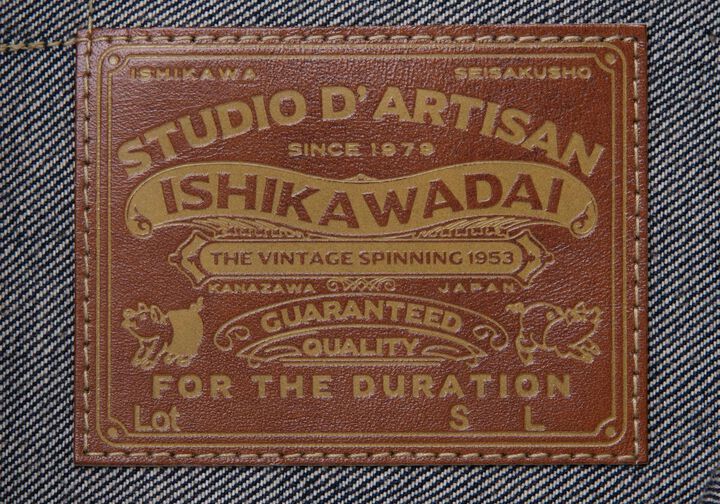 ISHIKAWA SEISAKUSHO
STUDIO D'ARTISAN
SINCE 1979
ISHIKAWADAI
THE VINTAGE SPINNING 1953
KANAZAWA JAPAN
GUARANTEED
QUALITY
FOR THE DURATION
Lot S L